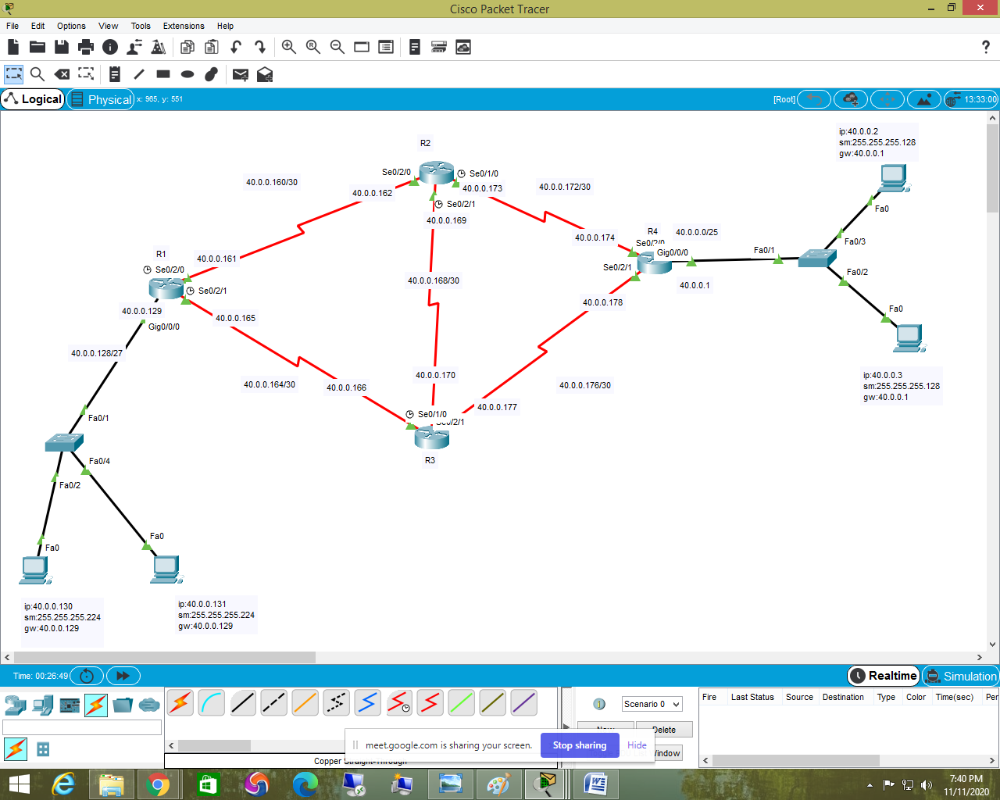 Cisco Packet Tracer
File Edit Options View Tools Extensions Help
Logical Physical x: 965, y: 551 [Root] 13:33:00
R2
Se0/2/0 Se0/1/0
40.0.0.160/30
40.0.0.162 40.0.0.173 40.0.0.172/30
Se0/2/1
40.0.0.169
ip:40.0.0.2
sm:255.255.255.128
gw:40.0.0.1
Fa0
Fa0/3
R4 40.0.0.0/25
40.0.0.174
Se0/2/0
Gig0/0/0 Fa0/1
Se0/2/1
Fa0/2
40.0.0.1
40.0.0.178
Fa0
R1
40.0.0.161
Se0/2/0
40.0.0.168/30
Se0/2/1
40.0.0.129
40.0.0.165
Gig0/0/0
40.0.0.128/27
40.0.0.170
40.0.0.164/30 40.0.0.166 40.0.0.176/30
ip:40.0.0.3
sm:255.255.255.128
gw:40.0.0.1
40.0.0.177
Se0/1/0
R3
Fa0/1
Fa0/4
Fa0/2
Fa0
Fa0
ip:40.0.0.130
sm:255.255.255.224
gw:40.0.0.129
ip:40.0.0.131
sm:255.255.255.224
gw:40.0.0.129
Time: 00:26:49 Realtime Simulation
Scenario 0
New Delete
Fire Last Status Source Destination Type Color Time(sec) Per
meet.google.com is sharing your screen. Stop sharing Hide
Copper Straight-Through
7:40 PM
11/11/2020